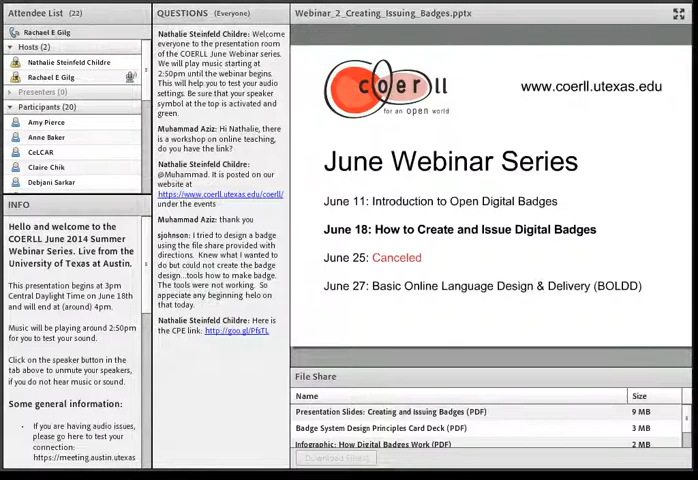 Attendee List (22)
Rachael E Gilg
Hosts (2)
Nathalie Steinfeld Childre
Rachael E Gilg
Presenters (0)
Participants (20)
Amy Pierce
Anne Baker
CeLCAR
Claire Chik
Debjani Sarkar
INFO
Hello and welcome to the
COERLL June 2014 Summer
Webinar Series. Live from the
University of Texas at Austin.
This presentation begins at 3pm
Central Daylight Time on June 18th
and will end at (around) 4pm.
Music will be playing around 2:50pm
for you to test your sound.
Click on the speaker button in the
tab above to unmute your speakers,
if you do not hear music or sound.
Some general information:
• If you are having audio issues,
please go here to test your
connection:
https://meeting.austin.utexas
QUESTIONS (Everyone)
Nathalie Steinfeld Childre: Welcome
everyone to the presentation room
of the COERLL June Webinar series.
We will play music starting at
2:50pm until the webinar begins.
This will help you to test your audio
settings. Be sure that your speaker
symbol at the top is activated and
green.
Muhammad Aziz: Hi Nathalie, there
is a workshop on online teaching,
do you have the link?
Nathalie Steinfeld Childre:
@Muhammad. It is posted on our
website at
https://www.coerll.utexas.edu/coerll/
under the events
Muhammad Aziz: thank you
sjohnson: I tried to design a badge
using the file share provided with
directions. Knew what I wanted to
do but could not create the badge
design...tools how to make badge.
The tools were not working. So
appeciate any beginning help on
that today.
Nathalie Steinfeld Childre: Here is
the CPE link: http://goo.gl/PfsTL
Webinar_2_Creating_Issuing_Badges.pptx
coerll
for an open world
www.coerll.utexas.edu
June Webinar Series
June 11: Introduction to Open Digital Badges
June 18: How to Create and Issue Digital Badges
June 25: Canceled
June 27: Basic Online Language Design & Delivery (BOLDD)
File Share
Name Size
Presentation Slides: Creating and Issuing Badges (PDF) 9 MB
Badge System Design Principles Card Deck (PDF) 3 MB
Infographic: How Digital Badges Work (PDF) 2 MB
Download File(s)